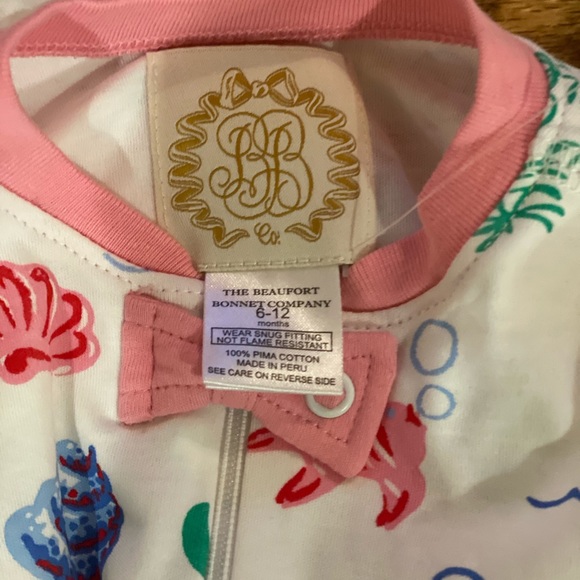 BB
Co.
THE BEAUFORT
BONNET COMPANY
6-12
months
WEAR SNUG FITTING
NOT FLAME RESISTANT
100% PIMA COTTON
MADE IN PERU
SEE CARE ON REVERSE SIDE